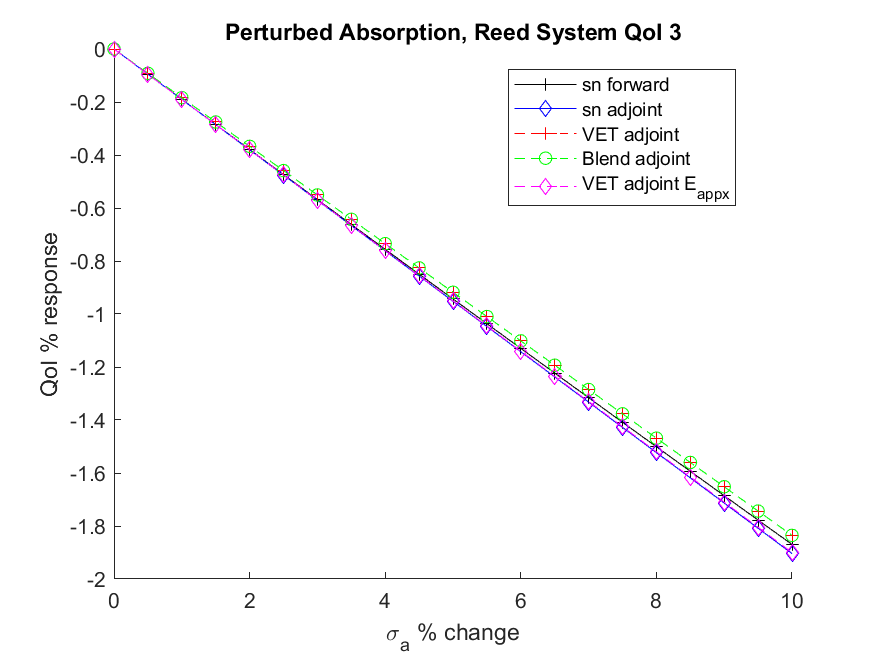 Perturbed Absorption, Reed System QoI 3
sn forward
sn adjoint
VET adjoint
Blend adjoint
VET adjoint E_appx
QoI % response
0
-0.2
-0.4
-0.6
-0.8
-1
-1.2
-1.4
-1.6
-1.8
-2
0 2 4 6 8 10
σ_a % change